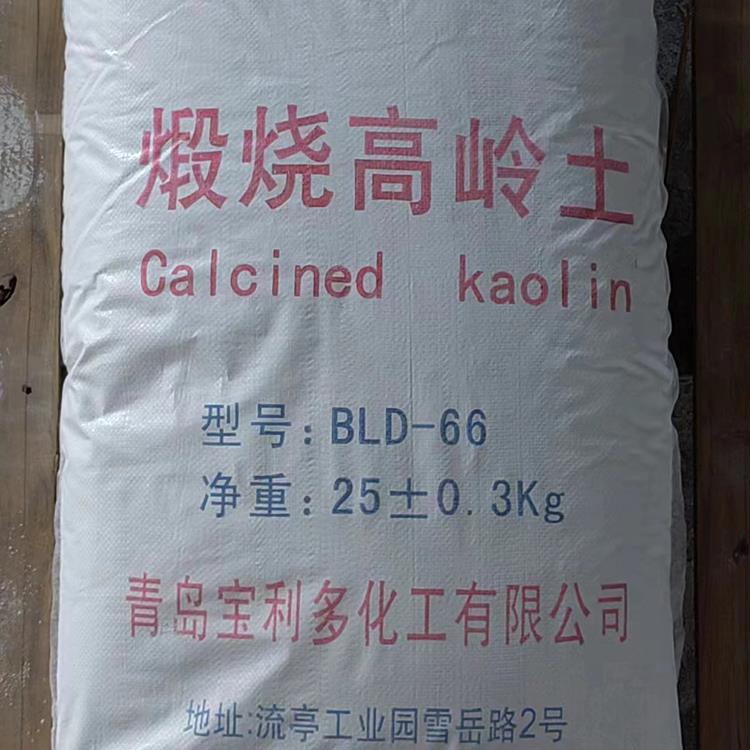 煅烧高岭土
Calcined kaolin
型号:BLD-66
净重:25±0.3Kg
青岛宝利多化工有限公司
地址:流亭工业园雪岳路2号